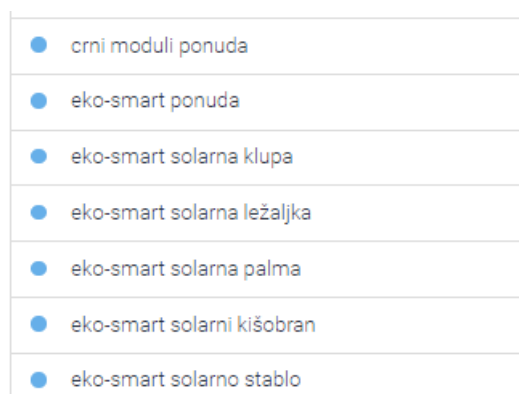 crni moduli ponuda
eko-smart ponuda
eko-smart solarna klupa
eko-smart solarna ležaljka
eko-smart solarna palma
eko-smart solarni kišobran
eko-smart solarno stablo